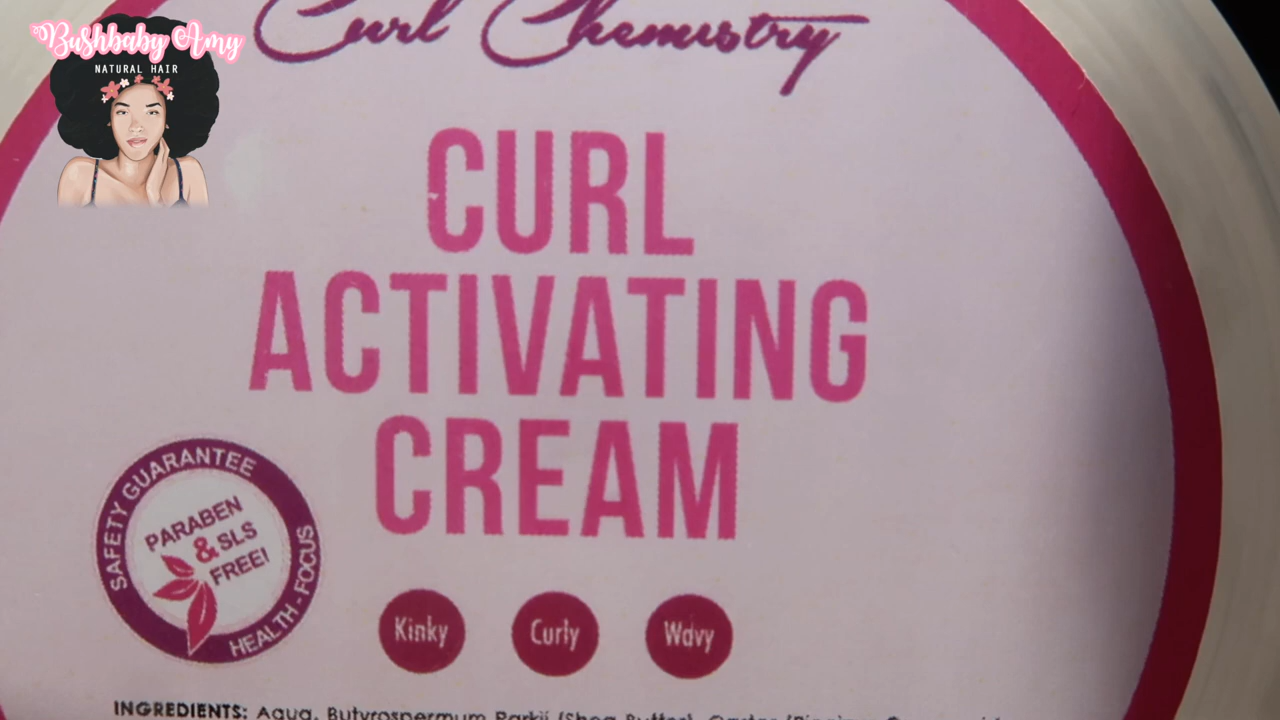 Bushbaby Amy
NATURAL HAIR
Curl Chemistry
CURL
ACTIVATING
CREAM
SAFETY GUARANTEE
PARABEN
& SLS
FREE!
HEALTH - FOCUS
Kinky Curly Wavy
INGREDIENTS: Aqua, Butyrospermum Parkii (Shea Butter), Castor